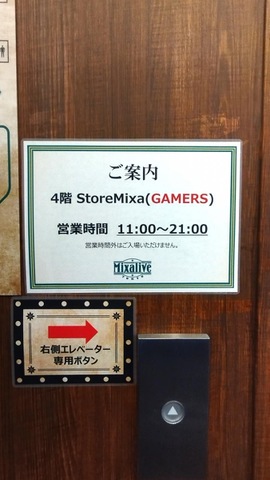 ご案内
4階 StoreMixa(GAMERS)
営業時間 11:00～21:00
営業時間外はご入場いただけません。
Mixalive
右側エレベーター
専用ボタン